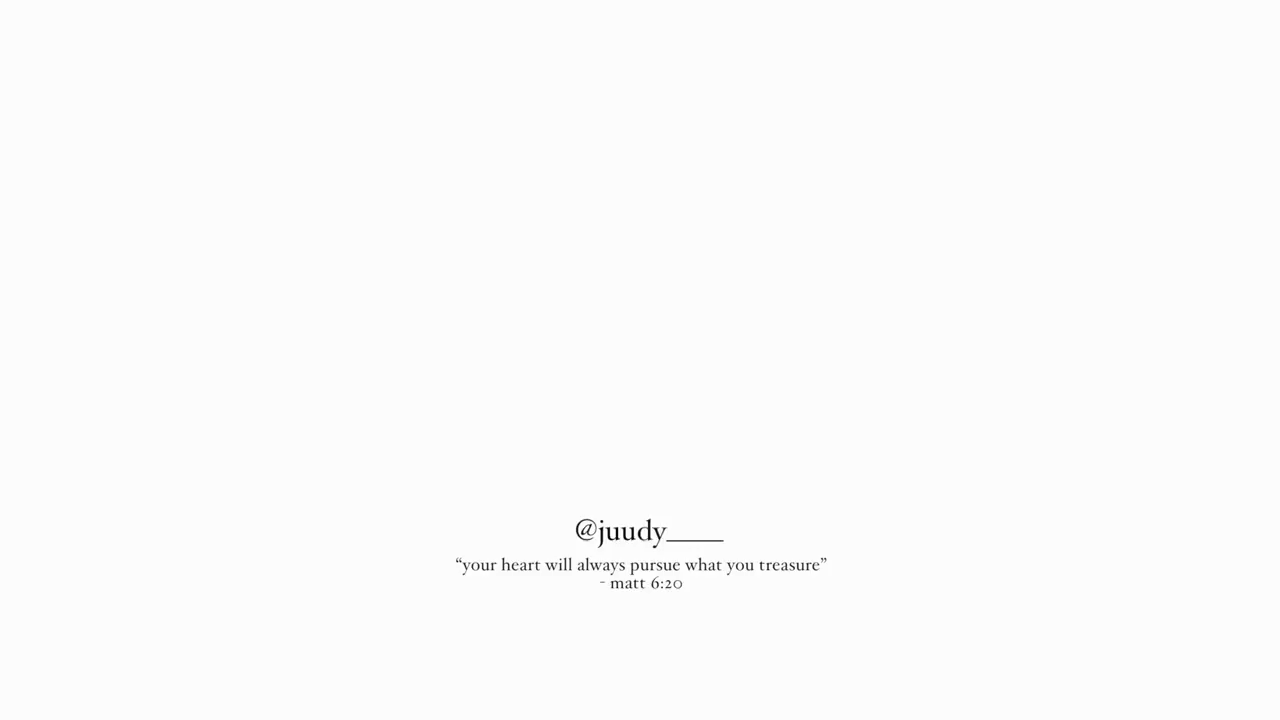 @juudy____
“your heart will always pursue what you treasure”
- matt 6:20